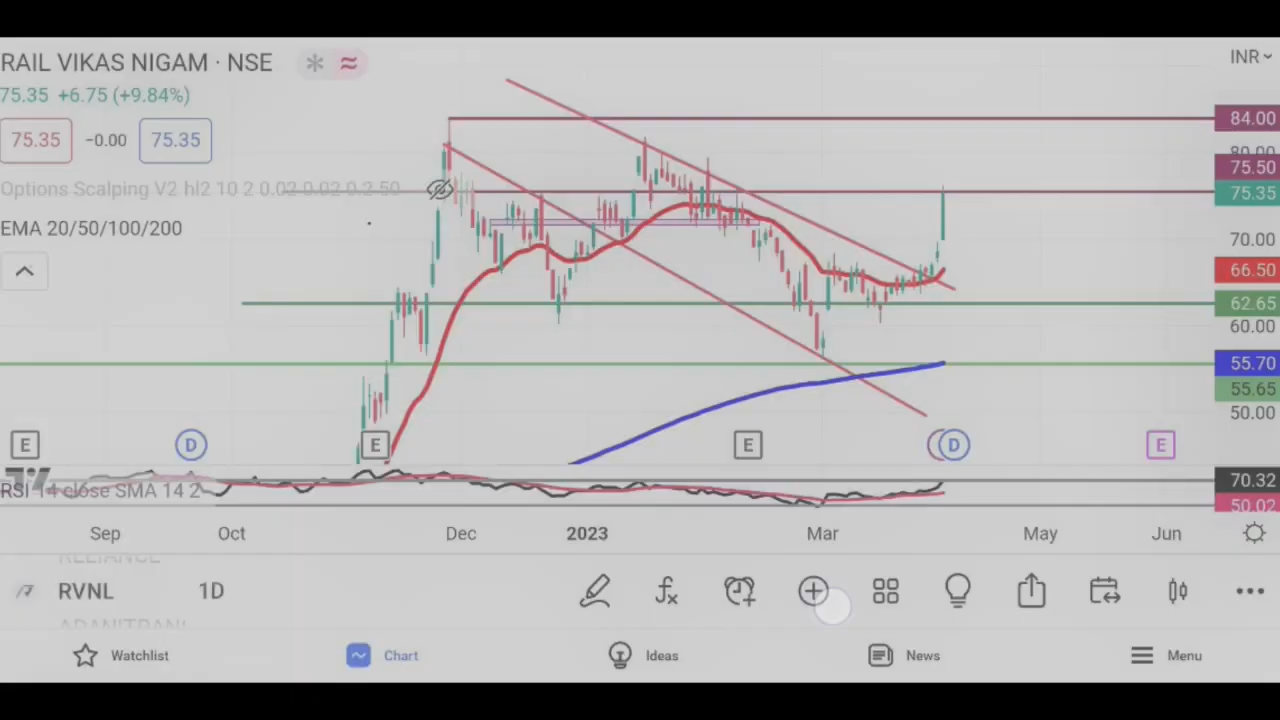 RAIL VIKAS NIGAM · NSE
INR
75.35 +6.75 (+9.84%)
75.35 −0.00 75.35
Options Scalping V2 hl2 10 2 0.02 0.02 0.2 50
EMA 20/50/100/200
84.00
80.00
75.50
75.35
70.00
66.50
62.65
60.00
55.70
55.65
50.00
E D E E D E
RSI 14 close SMA 14 2
70.32
50.02
Sep Oct Dec 2023 Mar May Jun
RELIANCE
RVNL 1D
ADANITRANS
Watchlist Chart Ideas News Menu